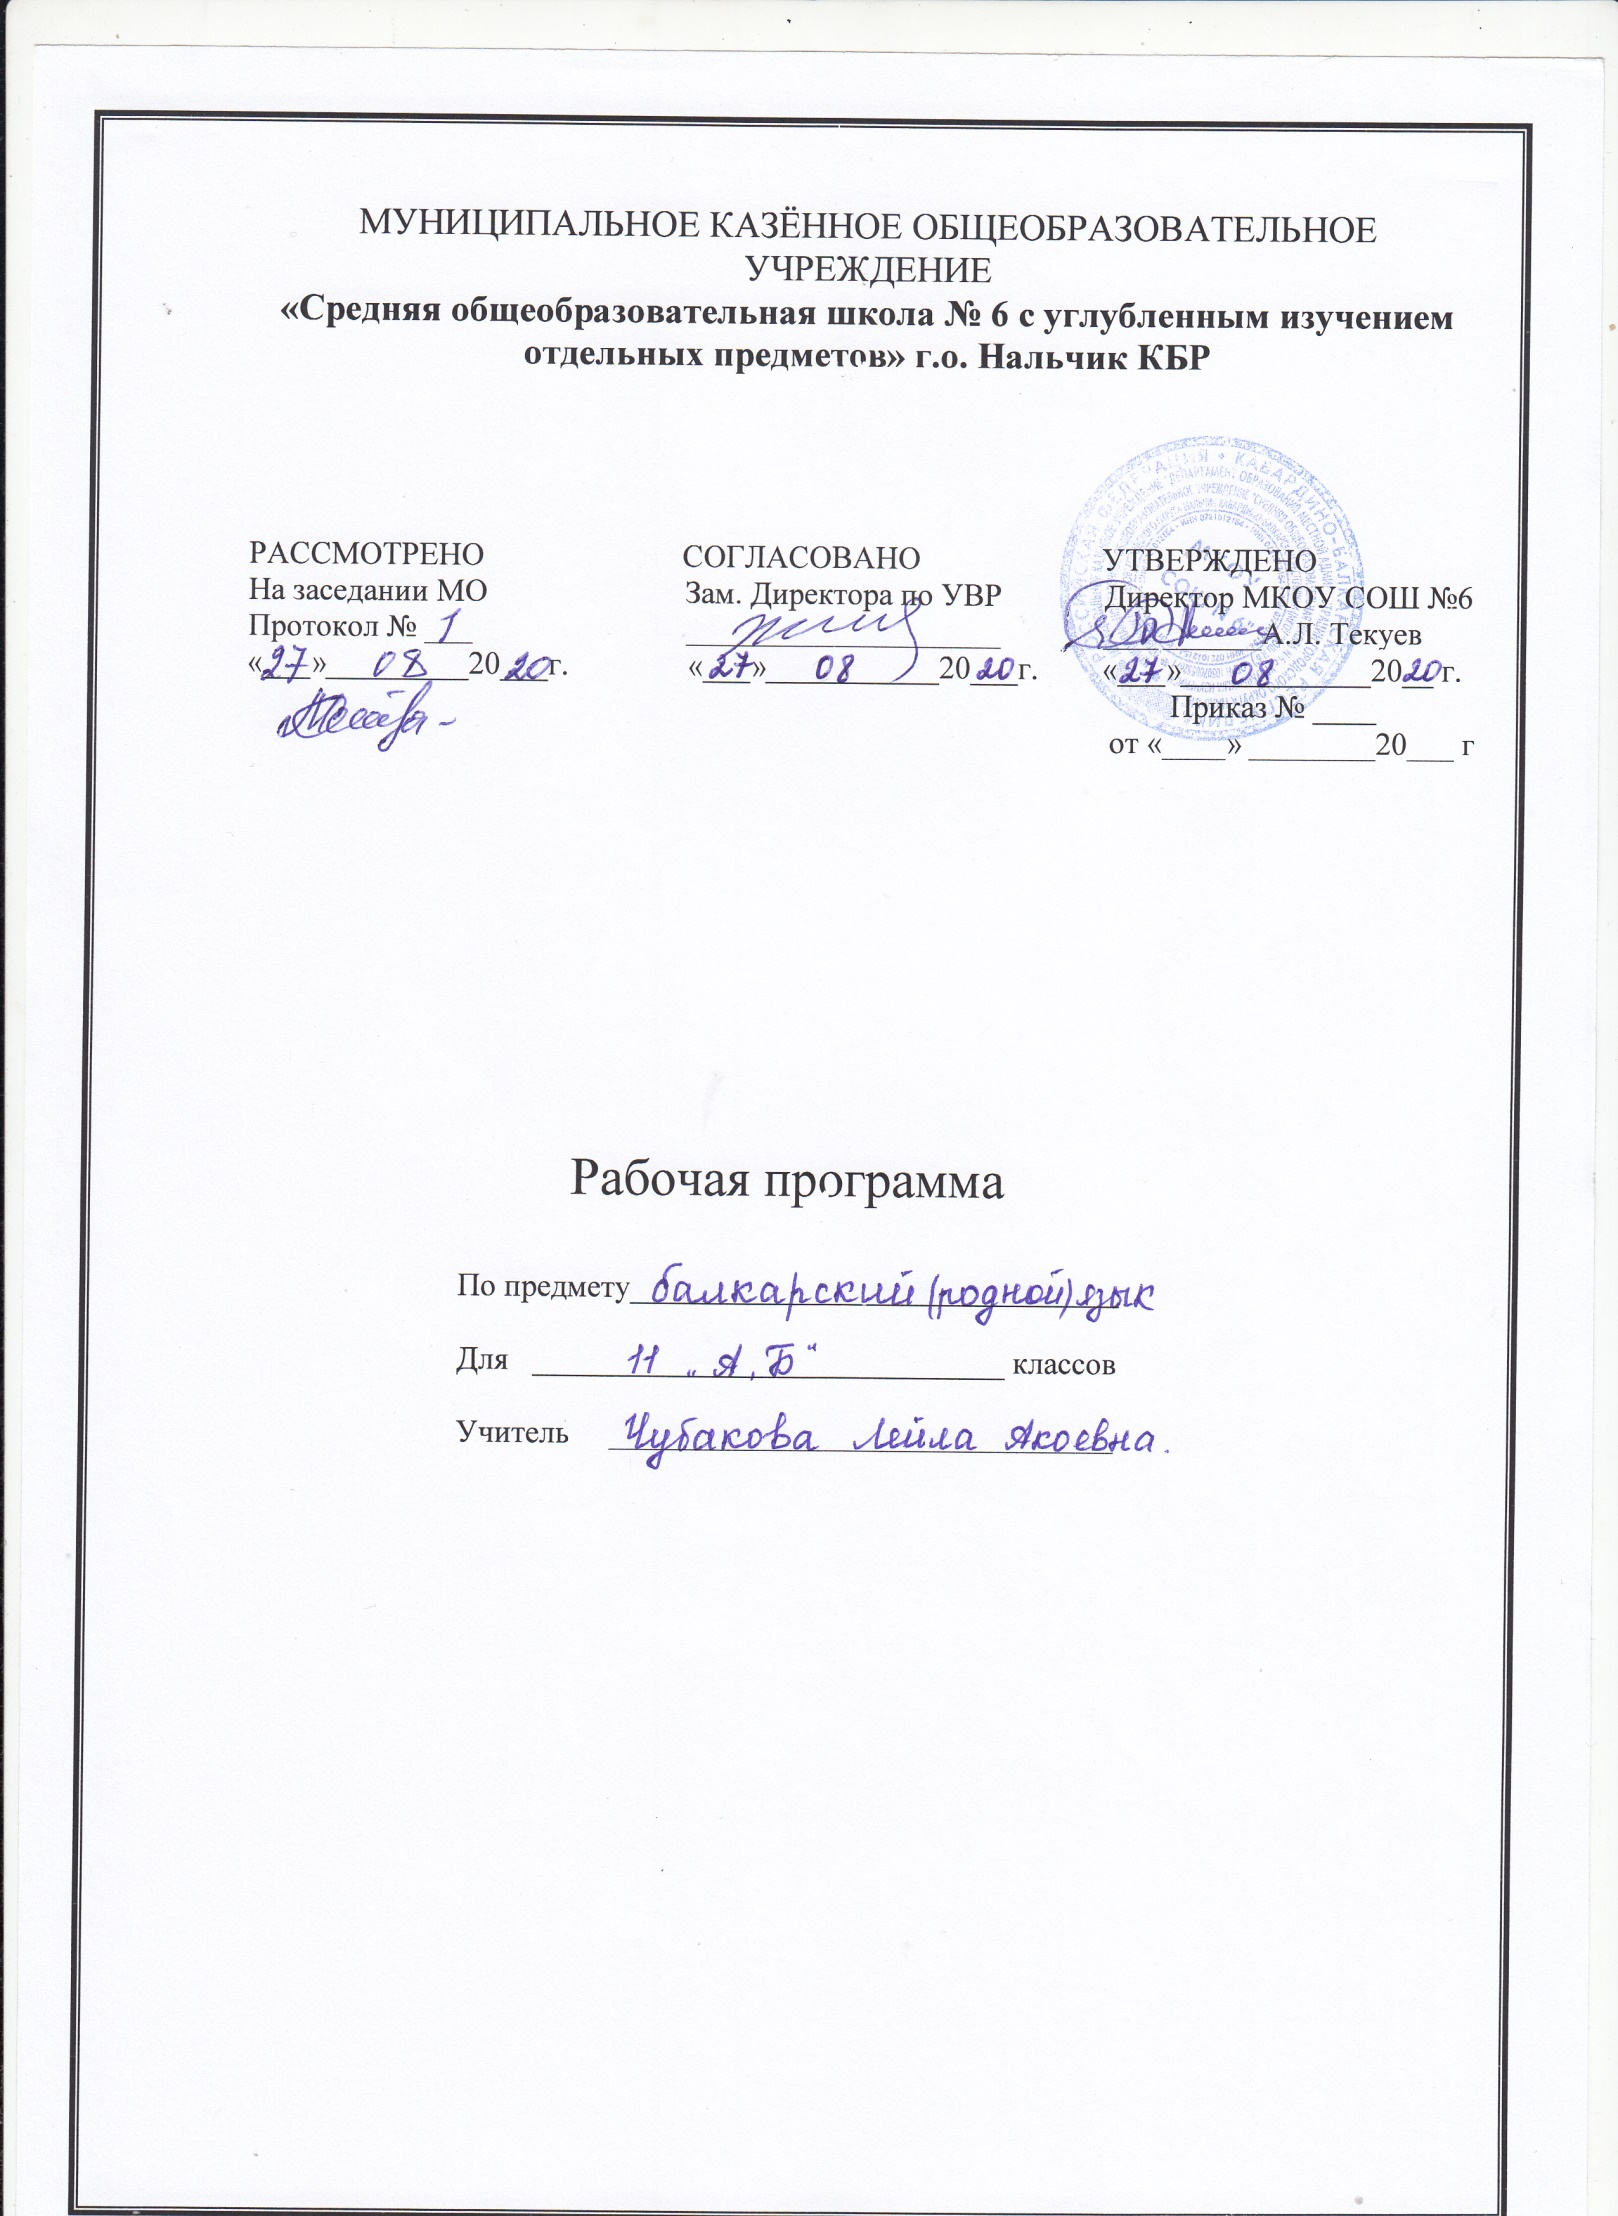 МУНИЦИПАЛЬНОЕ КАЗЁННОЕ ОБЩЕОБРАЗОВАТЕЛЬНОЕ
УЧРЕЖДЕНИЕ
«Средняя общеобразовательная школа № 6 с углубленным изучением
отдельных предметов» г.о. Нальчик КБР
РАССМОТРЕНО
На заседании МО
Протокол № 1
«27» 08 2020г.
СОГЛАСОВАНО
Зам. Директора по УВР
«27» 08 2020г.
УТВЕРЖДЕНО
Директор МКОУ СОШ №6
А.Л. Текуев
«27» 08 2020г.
Приказ № ____
от «____» ________20___ г
Рабочая программа
По предмету балкарский (родной) язык
Для 11 „А, Б“ классов
Учитель Чубакова Лейла Акоевна.